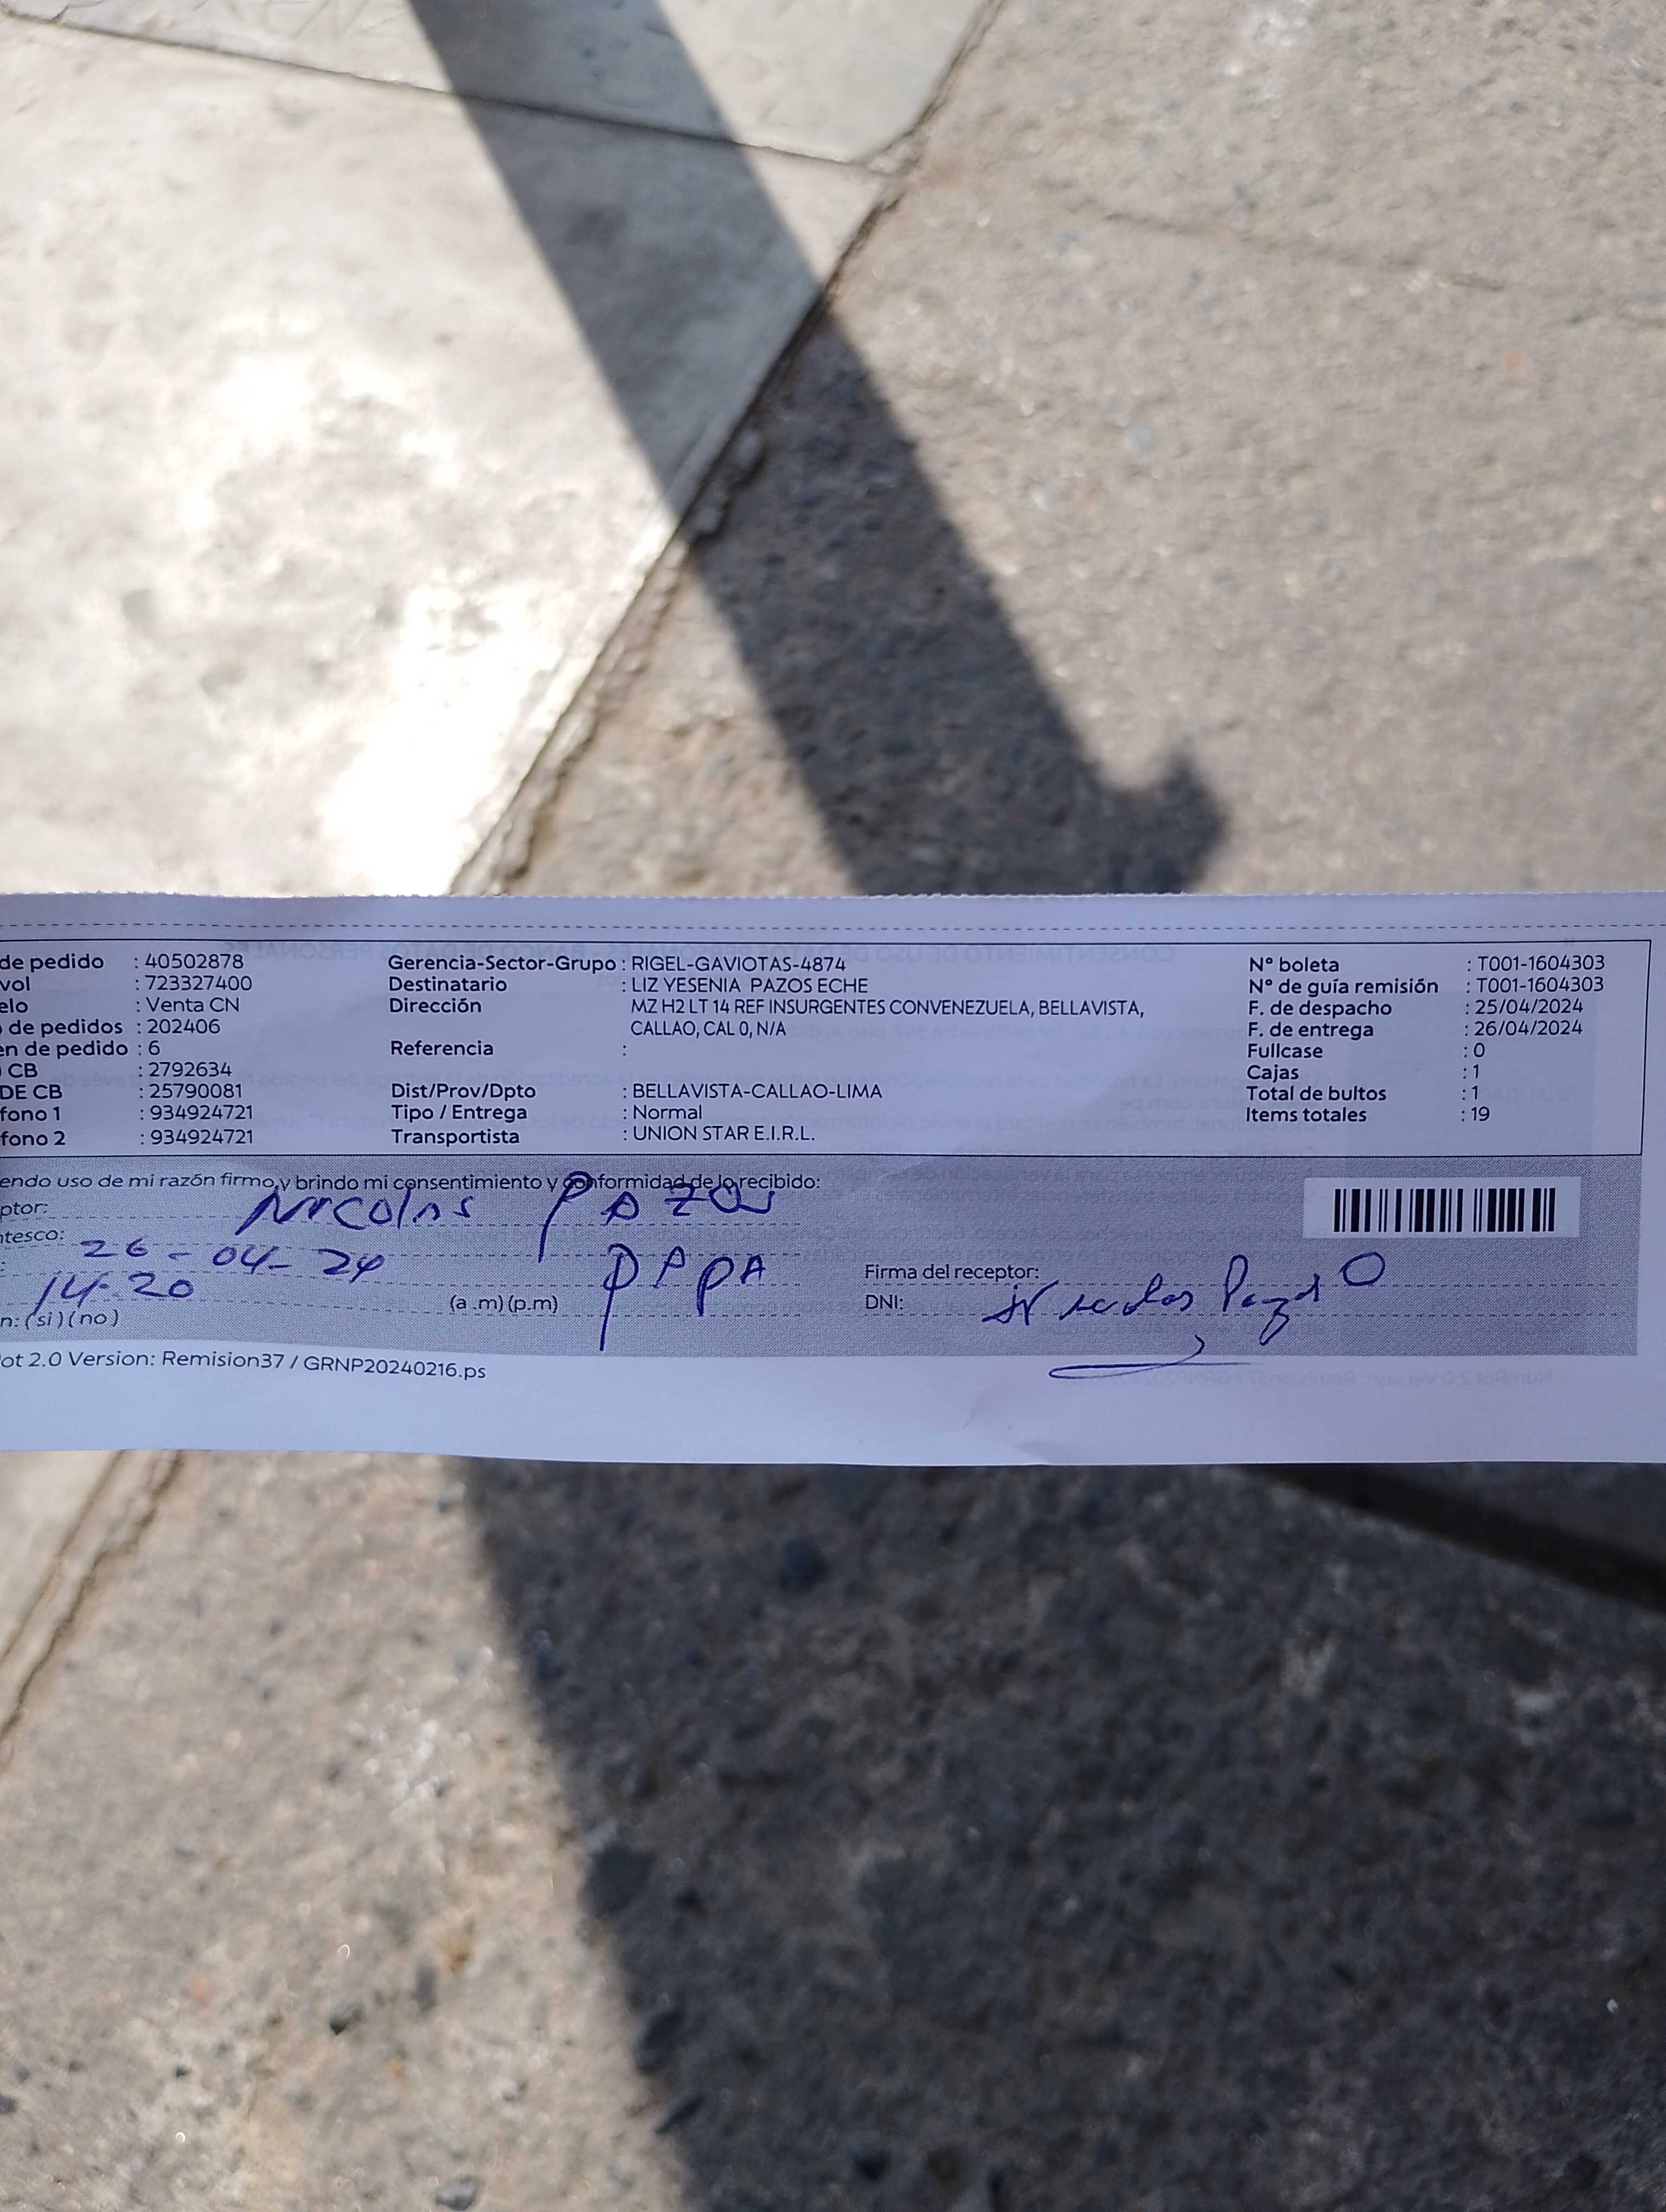 de pedido : 40502878 Gerencia-Sector-Grupo : RIGEL-GAVIOTAS-4874 N° boleta : T001-1604303
vol : 723327400 Destinatario : LIZ YESENIA PAZOS ECHE N° de guía remisión : T001-1604303
elo : Venta CN Dirección MZ H2 LT 14 REF INSURGENTES CONVENEZUELA, BELLAVISTA, F. de despacho : 25/04/2024
de pedidos : 202406 CALLAO, CAL 0, N/A F. de entrega : 26/04/2024
en de pedido : 6 Referencia : Fullcase : 0
CB : 2792634 Cajas : 1
DE CB : 25790081 Dist/Prov/Dpto : BELLAVISTA-CALLAO-LIMA Total de bultos : 1
fono 1 : 934924721 Tipo / Entrega : Normal Items totales : 19
fono 2 : 934924721 Transportista : UNION STAR E.I.R.L.
endo uso de mi razón firmo y brindo mi consentimiento y conformidad de lo recibido:
ptor: Nicolas Pazos
ntesco: PAPA
: 26-04-24
14:20 (a .m) (p.m)
n: (si) (no)
Firma del receptor:
DNI: Nicolas Pazos
ot 2.0 Version: Remision37 / GRNP20240216.ps